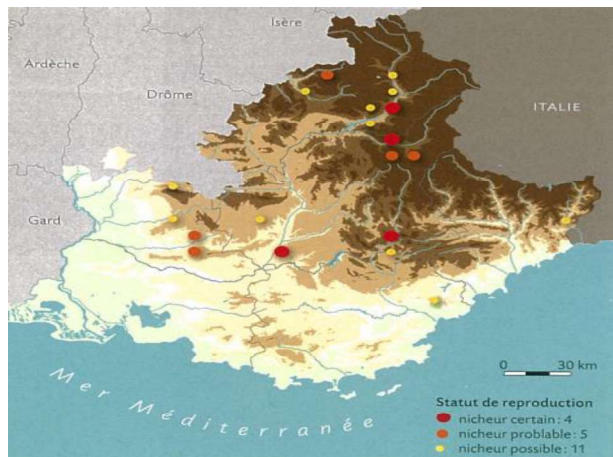 Isère
Ardèche
Drôme
ITALIE
Gard
0 30 km
Mer Méditerranée
Statut de reproduction
nicheur certain : 4
nicheur problable : 5
nicheur possible : 11